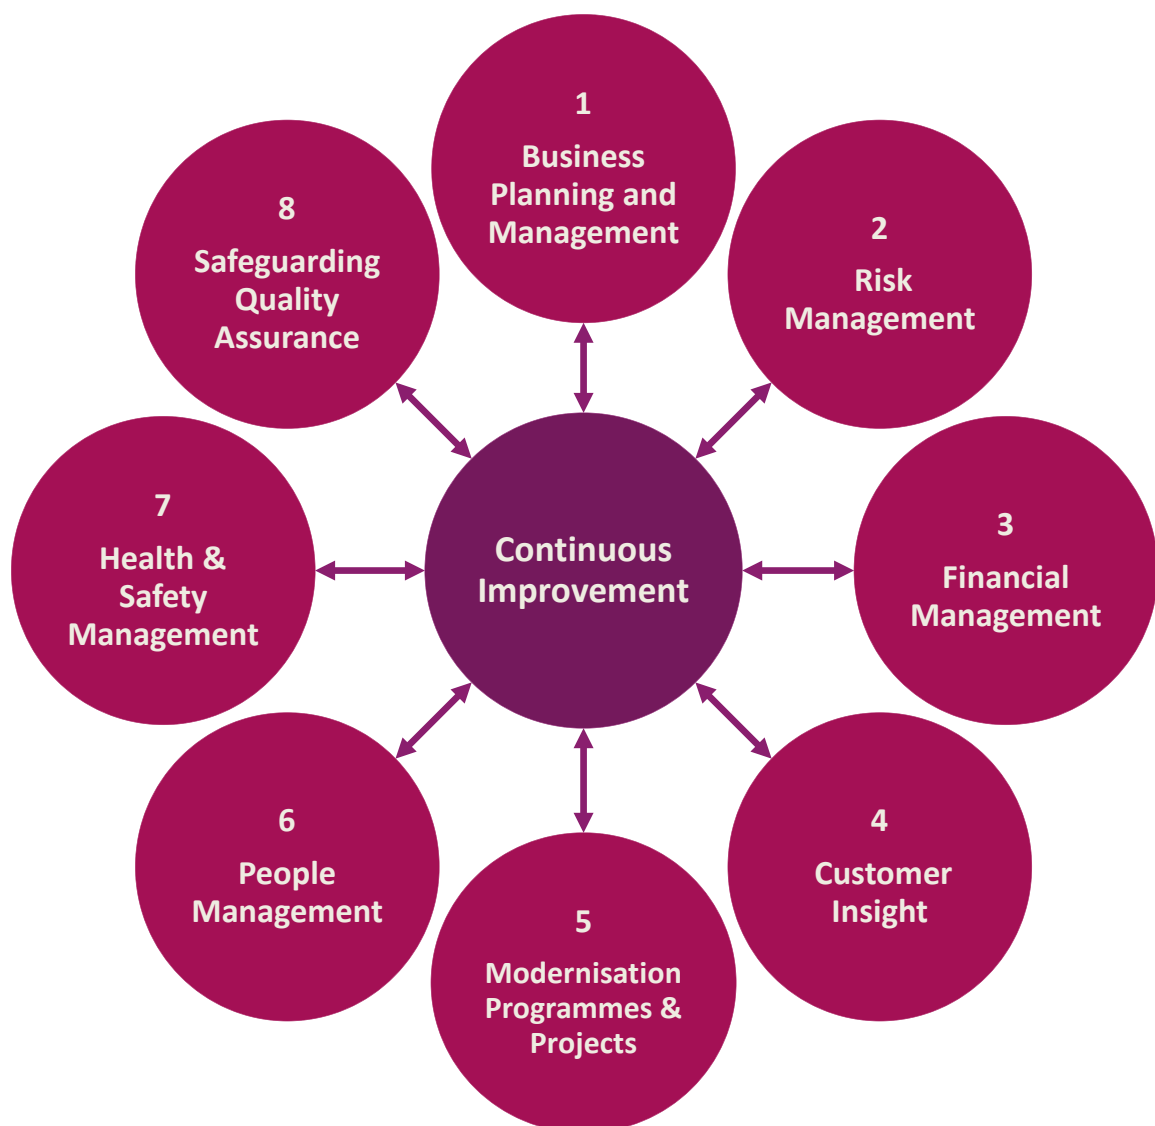 1
Business
Planning and
Management
2
Risk
Management
3
Financial
Management
4
Customer
Insight
5
Modernisation
Programmes &
Projects
6
People
Management
7
Health &
Safety
Management
8
Safeguarding
Quality
Assurance
Continuous
Improvement